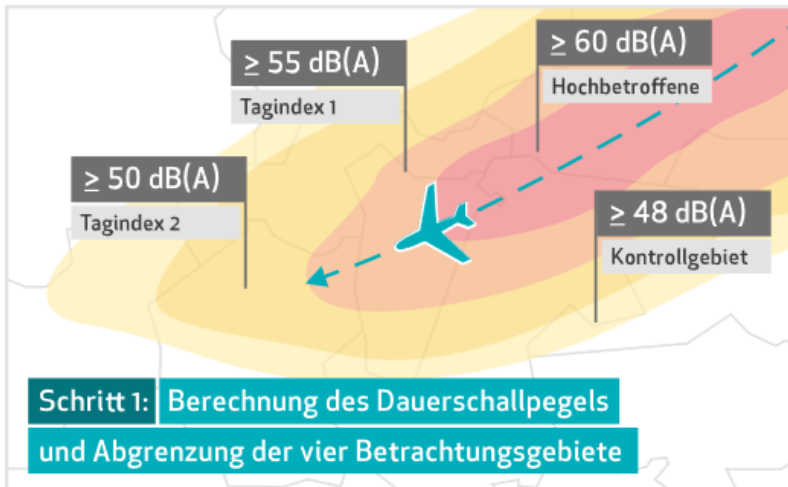 ≥ 60 dB(A)
Hochbetroffene
≥ 55 dB(A)
Tagindex 1
≥ 50 dB(A)
Tagindex 2
≥ 48 dB(A)
Kontrollgebiet
Schritt 1: Berechnung des Dauerschallpegels
und Abgrenzung der vier Betrachtungsgebiete